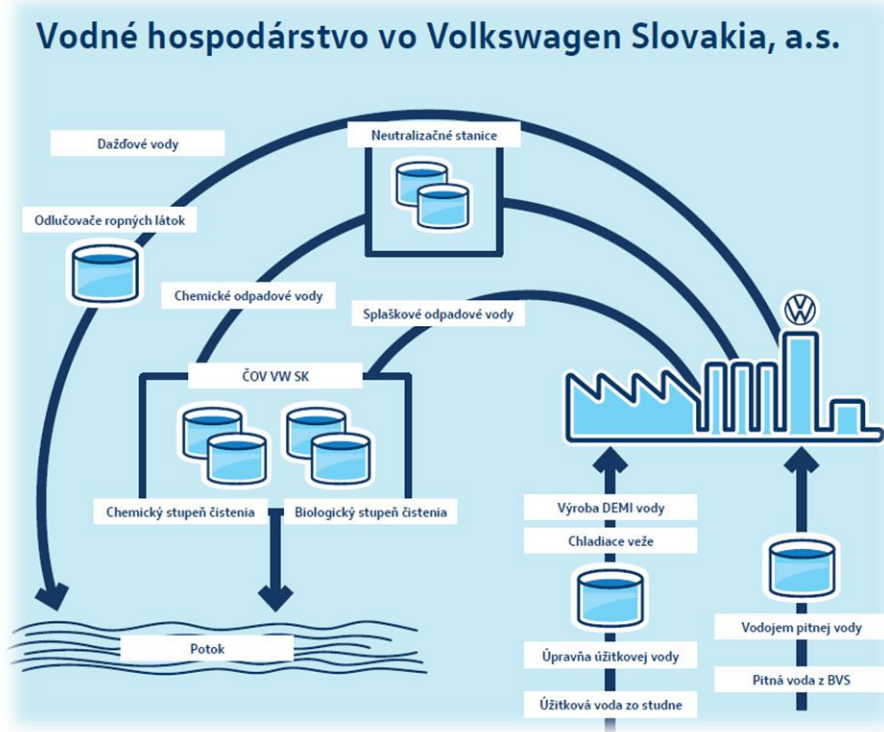 Vodné hospodárstvo vo Volkswagen Slovakia, a.s.
Dažďové vody
Neutralizačné stanice
Odlučovače ropných látok
Chemické odpadové vody
Splaškové odpadové vody
ČOV VW SK
Chemický stupeň čistenia
Biologický stupeň čistenia
Výroba DEMI vody
Chladiace veže
Vodojem pitnej vody
Potok
Úpravňa úžitkovej vody
Pitná voda z BVS
Úžitková voda zo studne